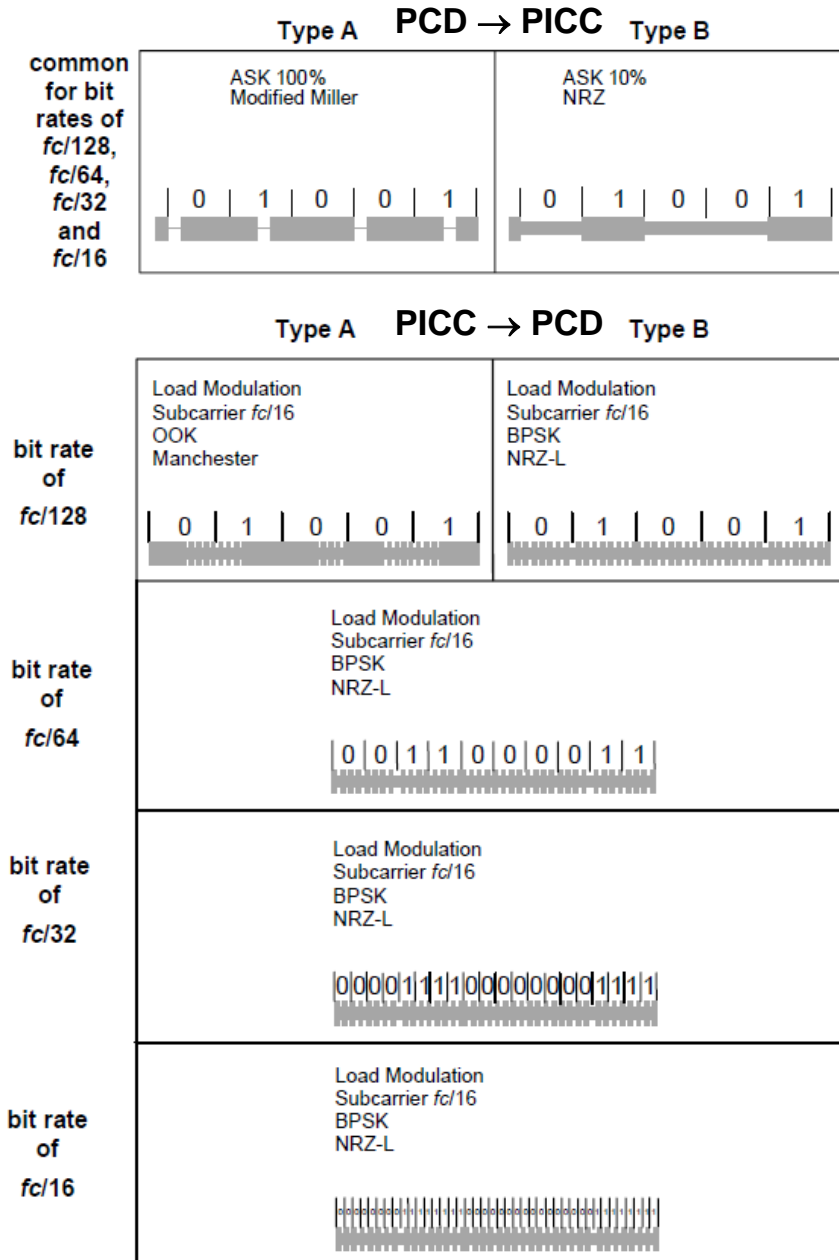 Type A PCD → PICC Type B
common
for bit
rates of
fc/128,
fc/64,
fc/32
and
fc/16
ASK 100%
Modified Miller
0 1 0 0 1
ASK 10%
NRZ
0 1 0 0 1
Type A PICC → PCD Type B
bit rate
of
fc/128
Load Modulation
Subcarrier fc/16
OOK
Manchester
0 1 0 0 1
Load Modulation
Subcarrier fc/16
BPSK
NRZ-L
0 1 0 0 1
bit rate
of
fc/64
Load Modulation
Subcarrier fc/16
BPSK
NRZ-L
0 0 1 1 0 0 0 0 1 1
bit rate
of
fc/32
Load Modulation
Subcarrier fc/16
BPSK
NRZ-L
0 0 0 0 1 1 1 1 0 0 0 0 0 0 0 0 1 1 1 1
bit rate
of
fc/16
Load Modulation
Subcarrier fc/16
BPSK
NRZ-L